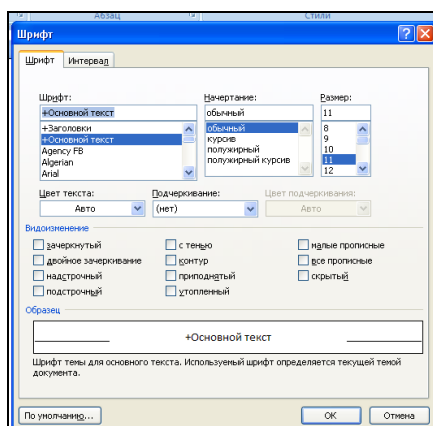 Абзац Стили
Шрифт
Шрифт Интервал
Шрифт: Начертание: Размер:
+Основной текст обычный 11
+Заголовки обычный 8
+Основной текст курсив 9
Agency FB полужирный 10
Algerian полужирный курсив 11
Arial 12
Цвет текста: Подчеркивание: Цвет подчеркивания:
Авто (нет) Авто
Видоизменение
зачеркнутый с тенью малые прописные
двойное зачеркивание контур все прописные
надстрочный приподнятый скрытый
подстрочный утопленный
Образец
+Основной текст
Шрифт темы для основного текста. Используемый шрифт определяется текущей темой
документа.
По умолчанию... ОК Отмена